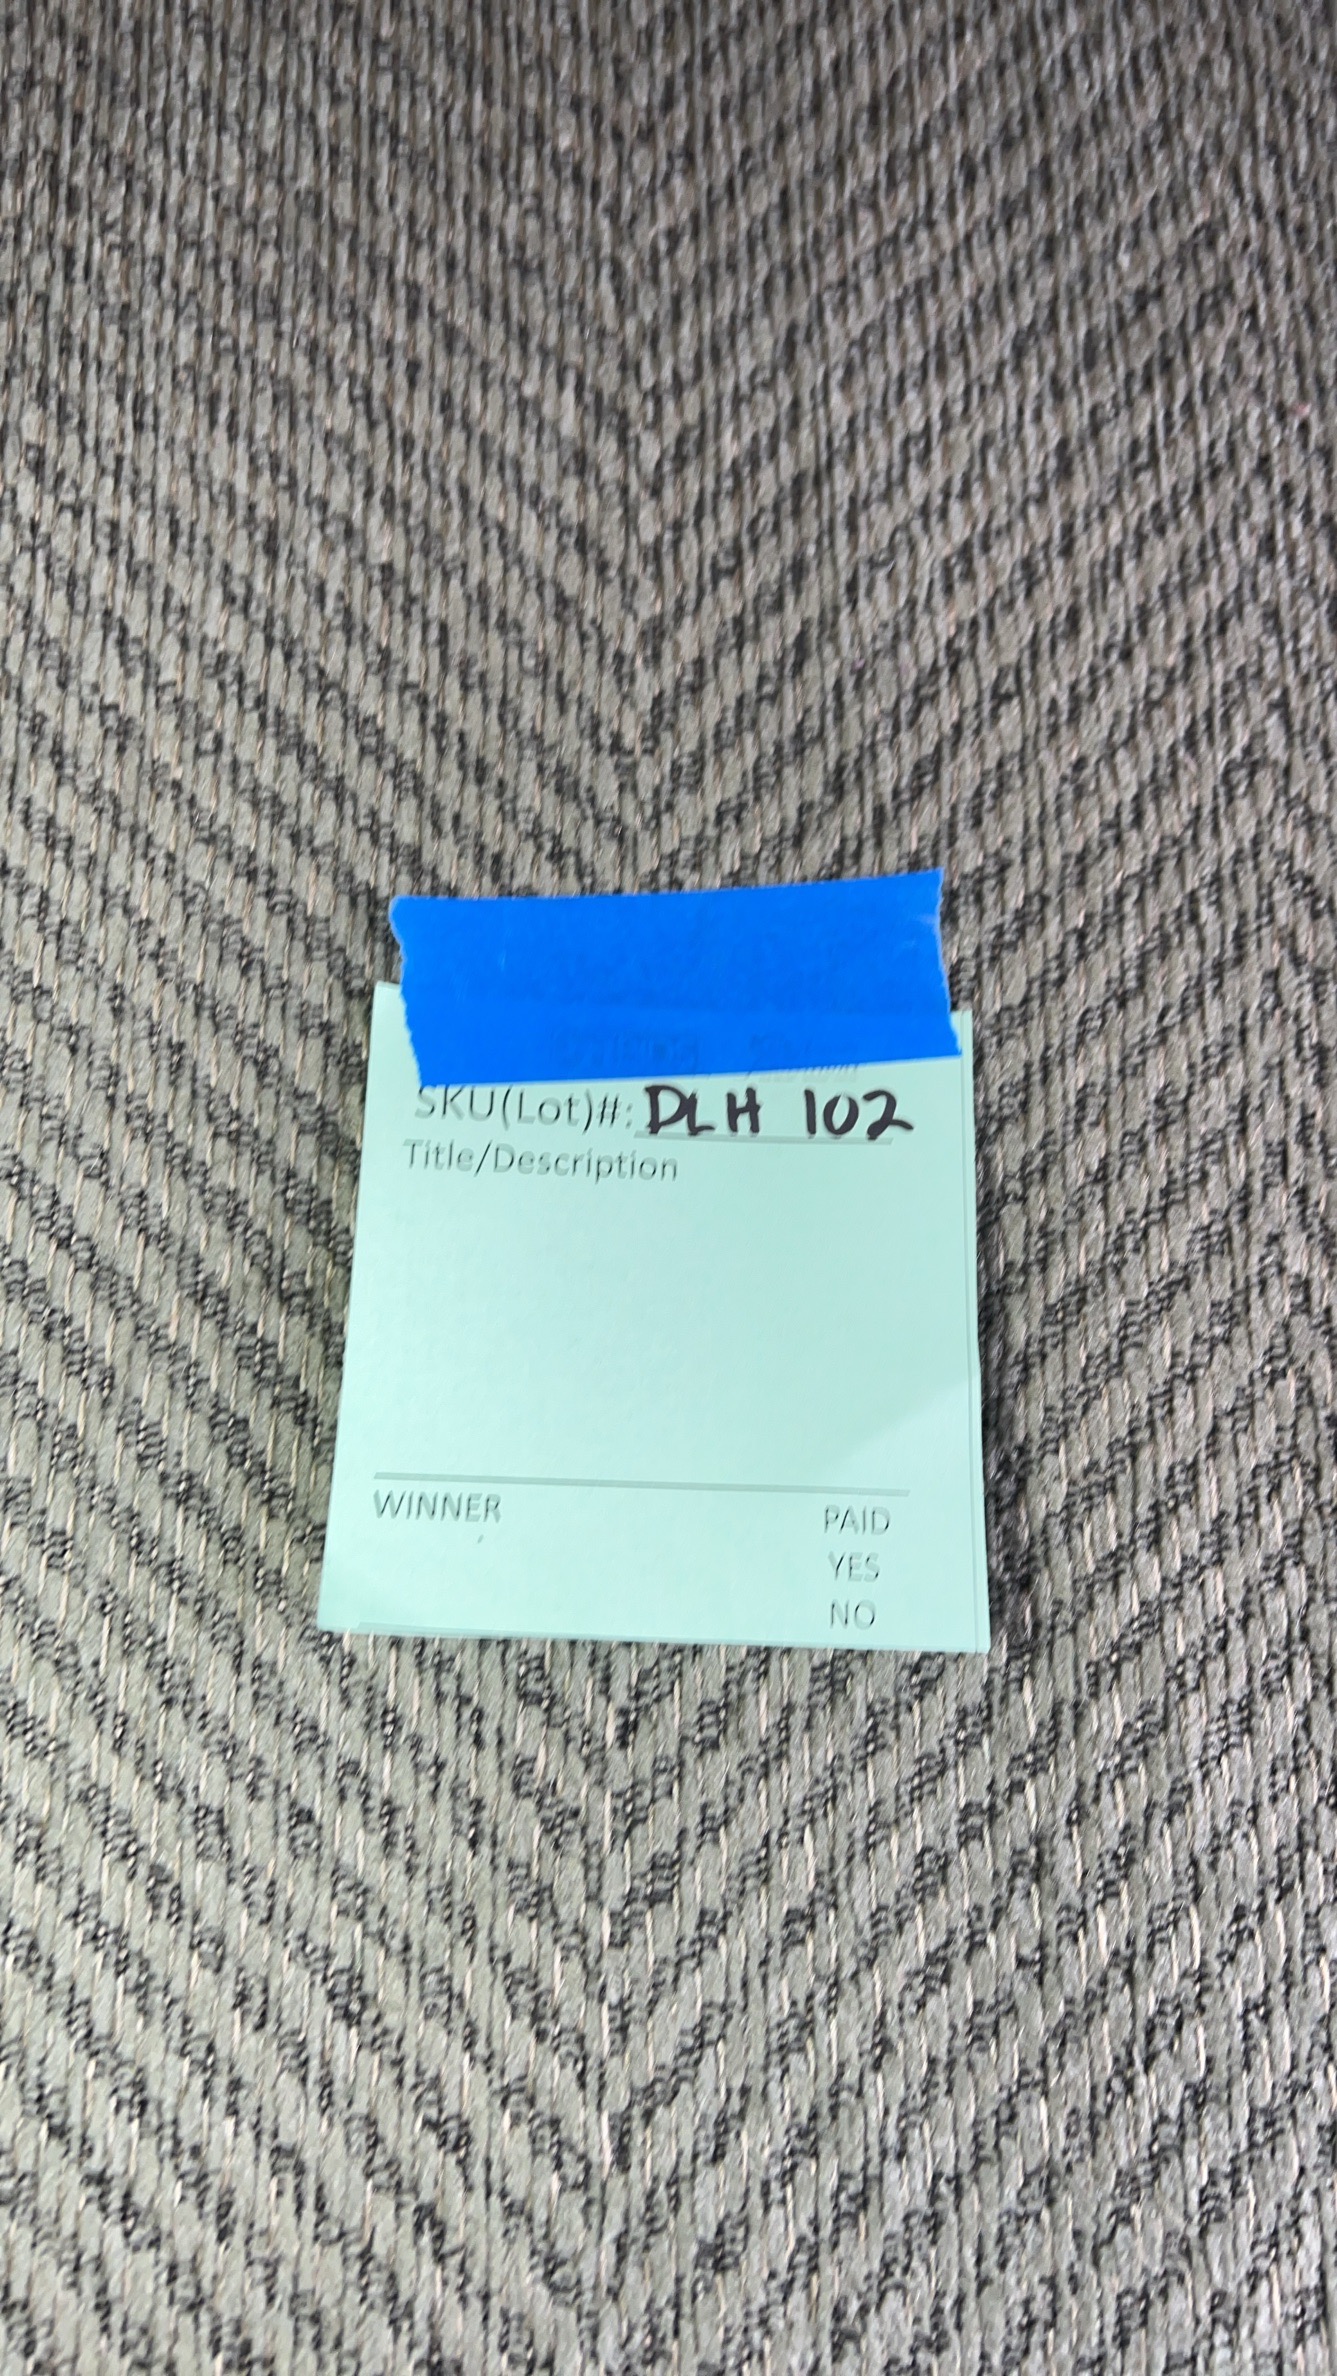 SKU(Lot)#: DLH 102
Title/Description
WINNER
PAID
YES
NO